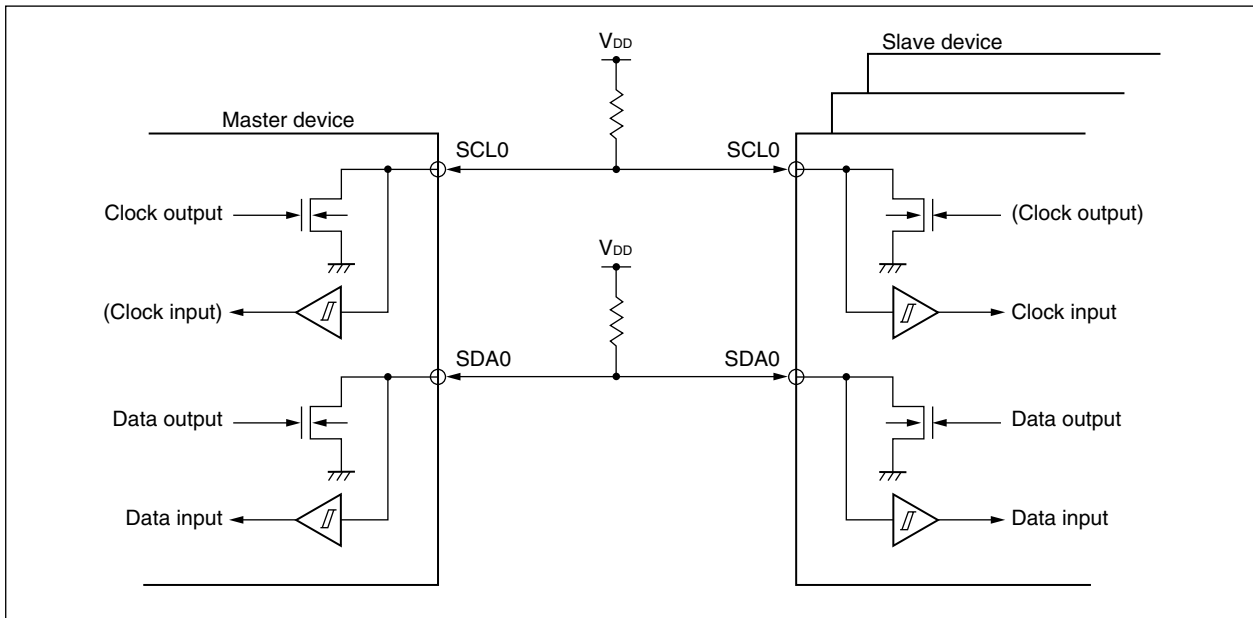 VDD
Slave device
Master device
SCL0
SCL0
Clock output
(Clock output)
VDD
(Clock input)
Clock input
SDA0
SDA0
Data output
Data output
Data input
Data input